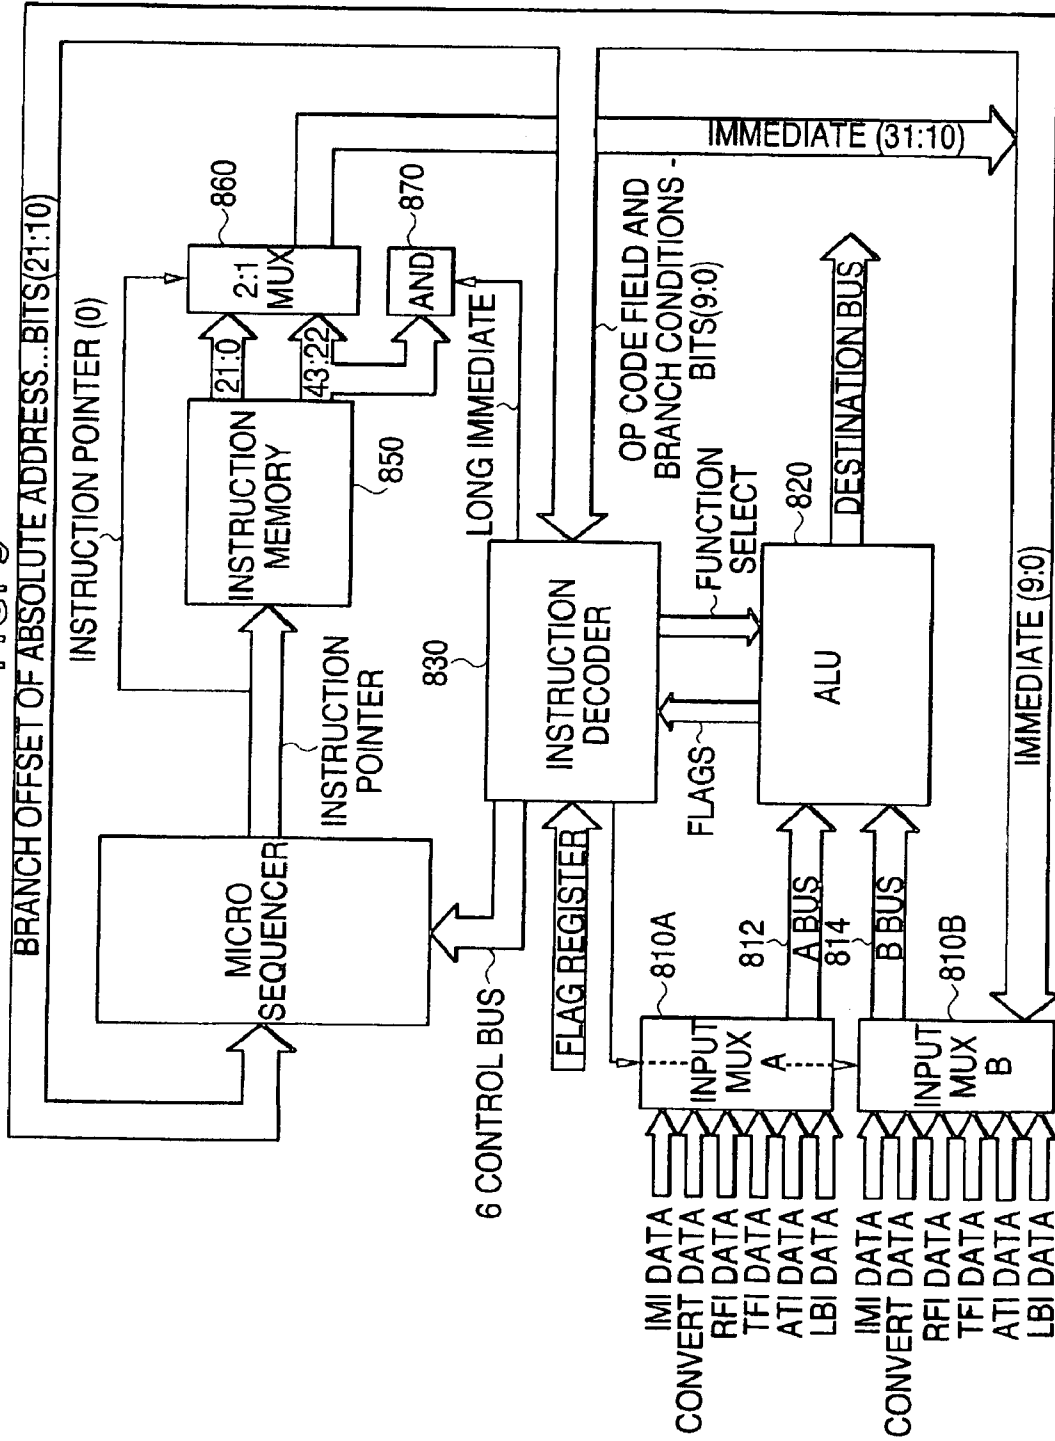 BRANCH OFFSET OF ABSOLUTE ADDRESS...BITS(21:10)
INSTRUCTION POINTER (0)
860
2:1
MUX
870
AND
21:0
43:22
INSTRUCTION
MEMORY
850
INSTRUCTION
POINTER
MICRO
SEQUENCER
IMMEDIATE (31:10)
LONG IMMEDIATE
OP CODE FIELD AND
BRANCH CONDITIONS -
BITS(9:0)
830
INSTRUCTION
DECODER
6 CONTROL BUS
FLAG REGISTER
FUNCTION
SELECT
FLAGS
820
ALU
DESTINATION BUS
810A
INPUT
MUX
A
812
A BUS
814
B BUS
810B
INPUT
MUX
B
IMMEDIATE (9:0)
IMI DATA
CONVERT DATA
RFI DATA
TFI DATA
ATI DATA
LBI DATA
IMI DATA
CONVERT DATA
RFI DATA
TFI DATA
ATI DATA
LBI DATA